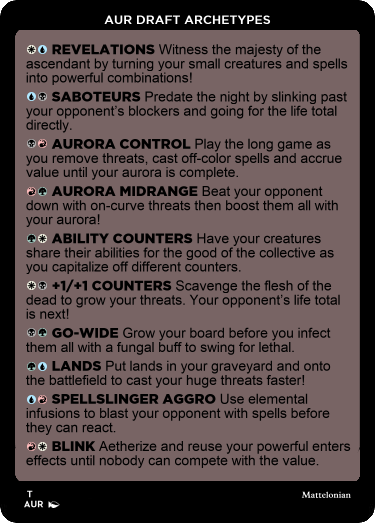 AUR DRAFT ARCHETYPES
REVELATIONS Witness the majesty of the
ascendant by turning your small creatures and spells
into powerful combinations!
SABOTEURS Predate the night by slinking past
your opponent's blockers and going for the life total
directly.
AURORA CONTROL Play the long game as
you remove threats, cast off-color spells and accrue
value until your aurora is complete.
AURORA MIDRANGE Beat your opponent
down with on-curve threats then boost them all with
your aurora!
ABILITY COUNTERS Have your creatures
share their abilities for the good of the collective as
you capitalize off different counters.
+1/+1 COUNTERS Scavenge the flesh of the
dead to grow your threats. Your opponent's life total
is next!
GO-WIDE Grow your board before you infect
them all with a fungal buff to swing for lethal.
LANDS Put lands in your graveyard and onto
the battlefield to cast your huge threats faster!
SPELLSLINGER AGGRO Use elemental
infusions to blast your opponent with spells before
they can react.
BLINK Aetherize and reuse your powerful enters
effects until nobody can compete with the value.
T
AUR
Mattelonian